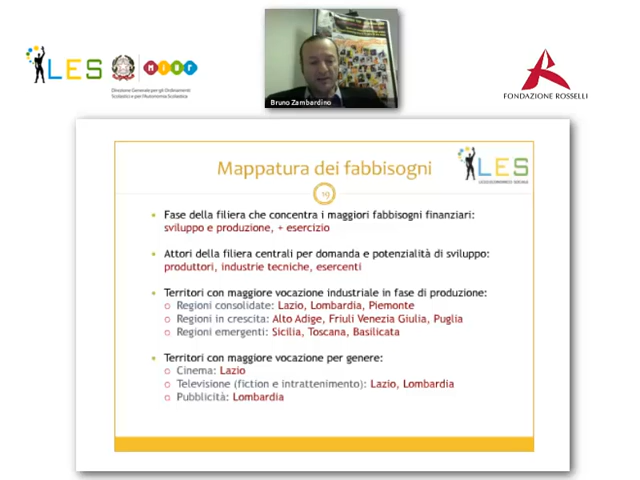 LES
MIUR
Direzione Generale per gli Ordinamenti
Scolastici e per l'Autonomia Scolastica
Bruno Zambardino
FONDAZIONE ROSSELLI
Mappatura dei fabbisogni
LES
LICEO ECONOMICO SOCIALE
19
• Fase della filiera che concentra i maggiori fabbisogni finanziari:
sviluppo e produzione, + esercizio
• Attori della filiera centrali per domanda e potenzialità di sviluppo:
produttori, industrie tecniche, esercenti
• Territori con maggiore vocazione industriale in fase di produzione:
Regioni consolidate: Lazio, Lombardia, Piemonte
Regioni in crescita: Alto Adige, Friuli Venezia Giulia, Puglia
Regioni emergenti: Sicilia, Toscana, Basilicata
• Territori con maggiore vocazione per genere:
Cinema: Lazio
Televisione (fiction e intrattenimento): Lazio, Lombardia
Pubblicità: Lombardia